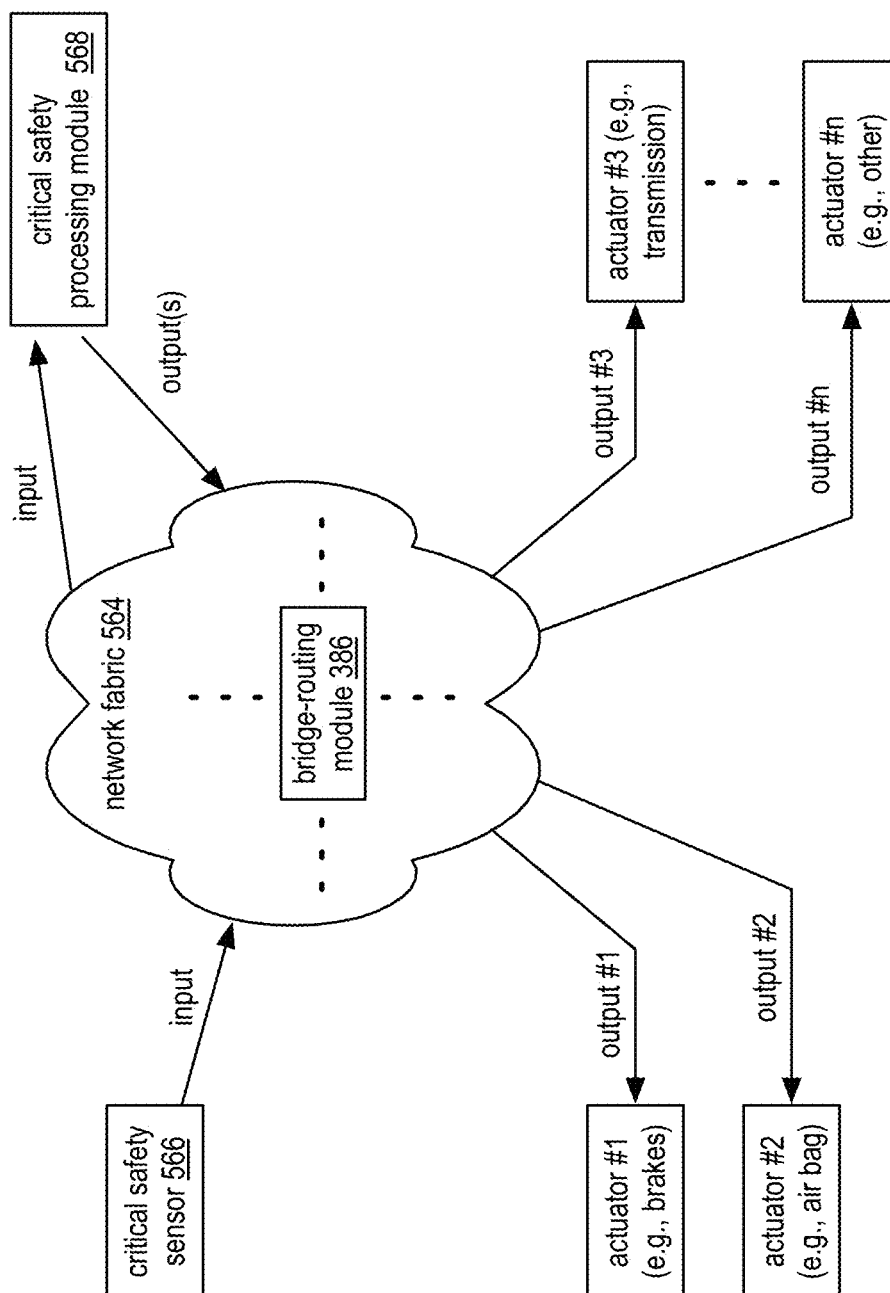 critical safety
sensor 566
input
network fabric 564
bridge-routing
module 386
input
critical safety
processing module 568
output(s)
output #1
actuator #1
(e.g., brakes)
output #2
actuator #2
(e.g., air bag)
output #3
actuator #3 (e.g.,
transmission)
output #n
actuator #n
(e.g., other)